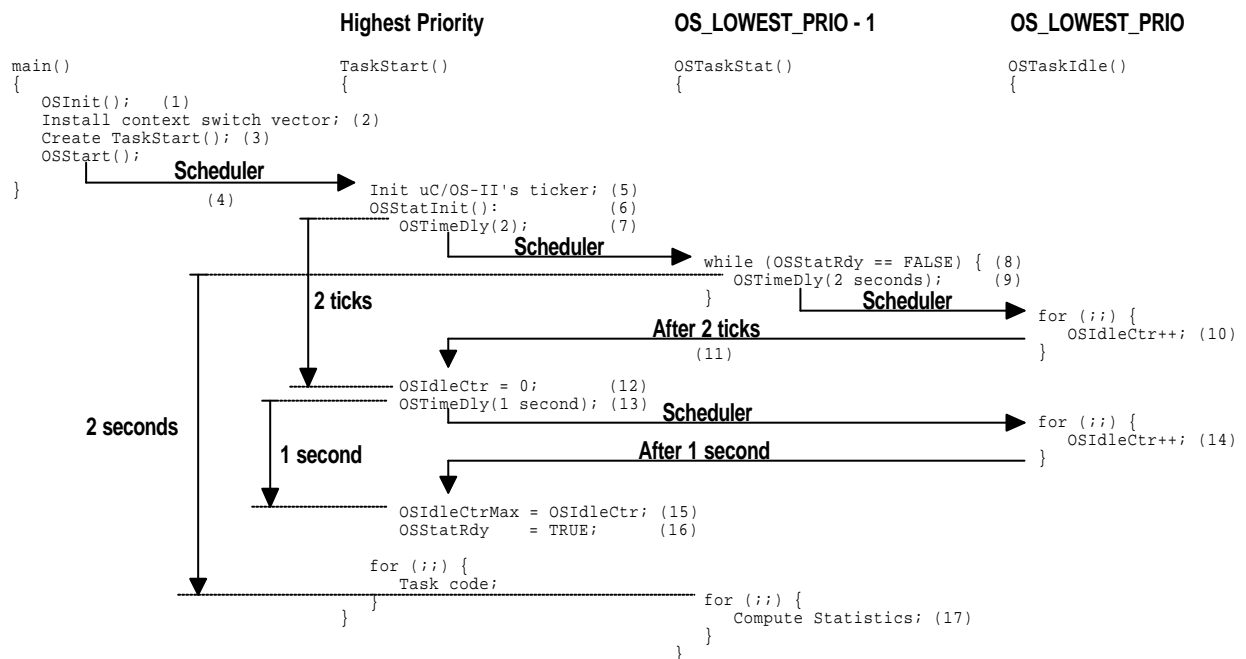 Highest Priority
OS_LOWEST_PRIO - 1
OS_LOWEST_PRIO
main()
{
OSInit(); (1)
Install context switch vector; (2)
Create TaskStart(); (3)
OSStart();
}
TaskStart()
{
OSTaskStat()
{
OSTaskIdle()
{
Scheduler
(4)
Init uC/OS-II's ticker; (5)
OSStatInit(): (6)
OSTimeDly(2); (7)
Scheduler
while (OSStatRdy == FALSE) { (8)
OSTimeDly(2 seconds); (9)
}
Scheduler
for (;;) {
OSIdleCtr++; (10)
}
2 ticks
After 2 ticks
(11)
OSIdleCtr = 0; (12)
OSTimeDly(1 second); (13)
Scheduler
for (;;) {
OSIdleCtr++; (14)
}
2 seconds
1 second
After 1 second
OSIdleCtrMax = OSIdleCtr; (15)
OSStatRdy = TRUE; (16)
for (;;) {
Task code;
}
}
for (;;) {
Compute Statistics; (17)
}
}